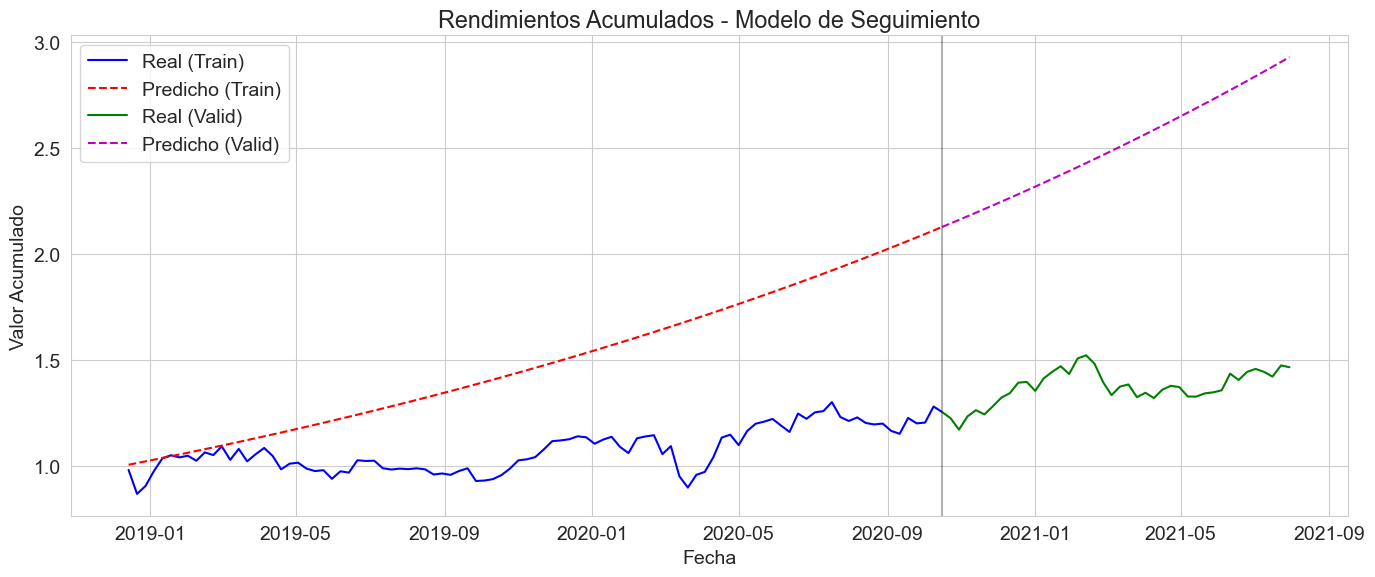 Rendimientos Acumulados - Modelo de Seguimiento
Valor Acumulado
3.0
2.5
2.0
1.5
1.0
Real (Train)
Predicho (Train)
Real (Valid)
Predicho (Valid)
2019-01
2019-05
2019-09
2020-01
2020-05
2020-09
2021-01
2021-05
2021-09
Fecha